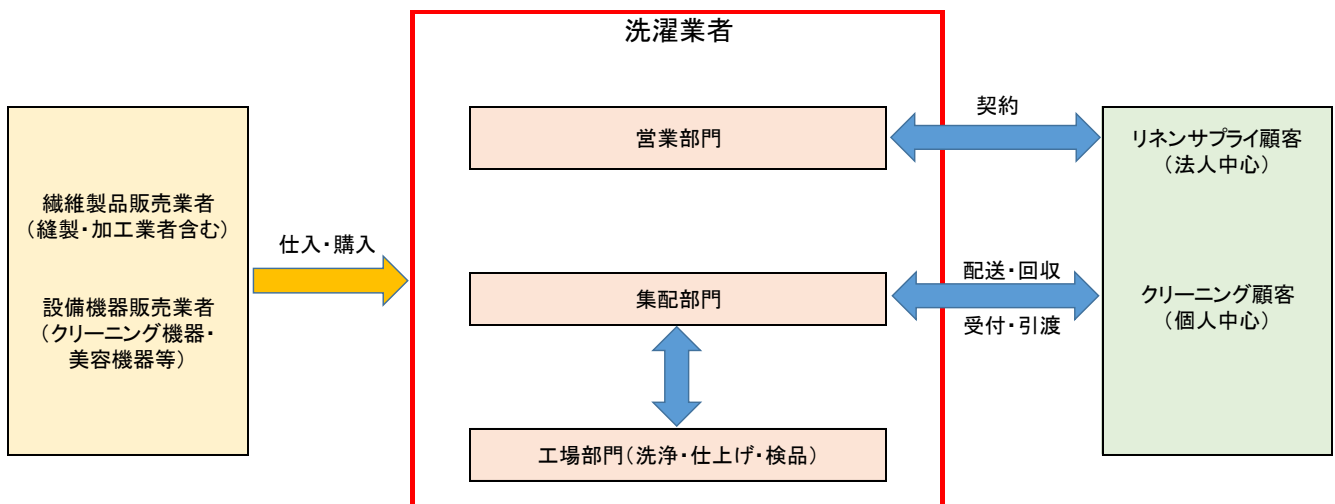 洗濯業者
繊維製品販売業者
(縫製・加工業者含む)
設備機器販売業者
(クリーニング機器・
美容機器等)
仕入・購入
営業部門
集配部門
工場部門(洗浄・仕上げ・検品)
契約
配送・回収
受付・引渡
リネンサプライ顧客
(法人中心)
クリーニング顧客
(個人中心)